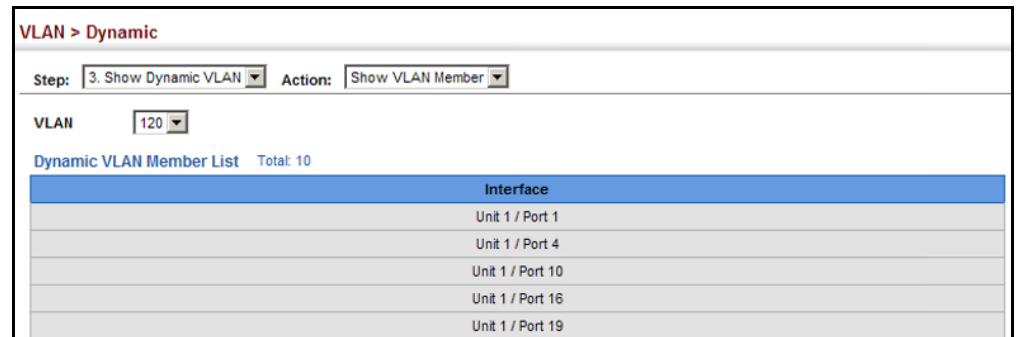 VLAN > Dynamic
Step: 3. Show Dynamic VLAN Action: Show VLAN Member
VLAN 120
Dynamic VLAN Member List Total: 10
Interface
Unit 1 / Port 1
Unit 1 / Port 4
Unit 1 / Port 10
Unit 1 / Port 16
Unit 1 / Port 19